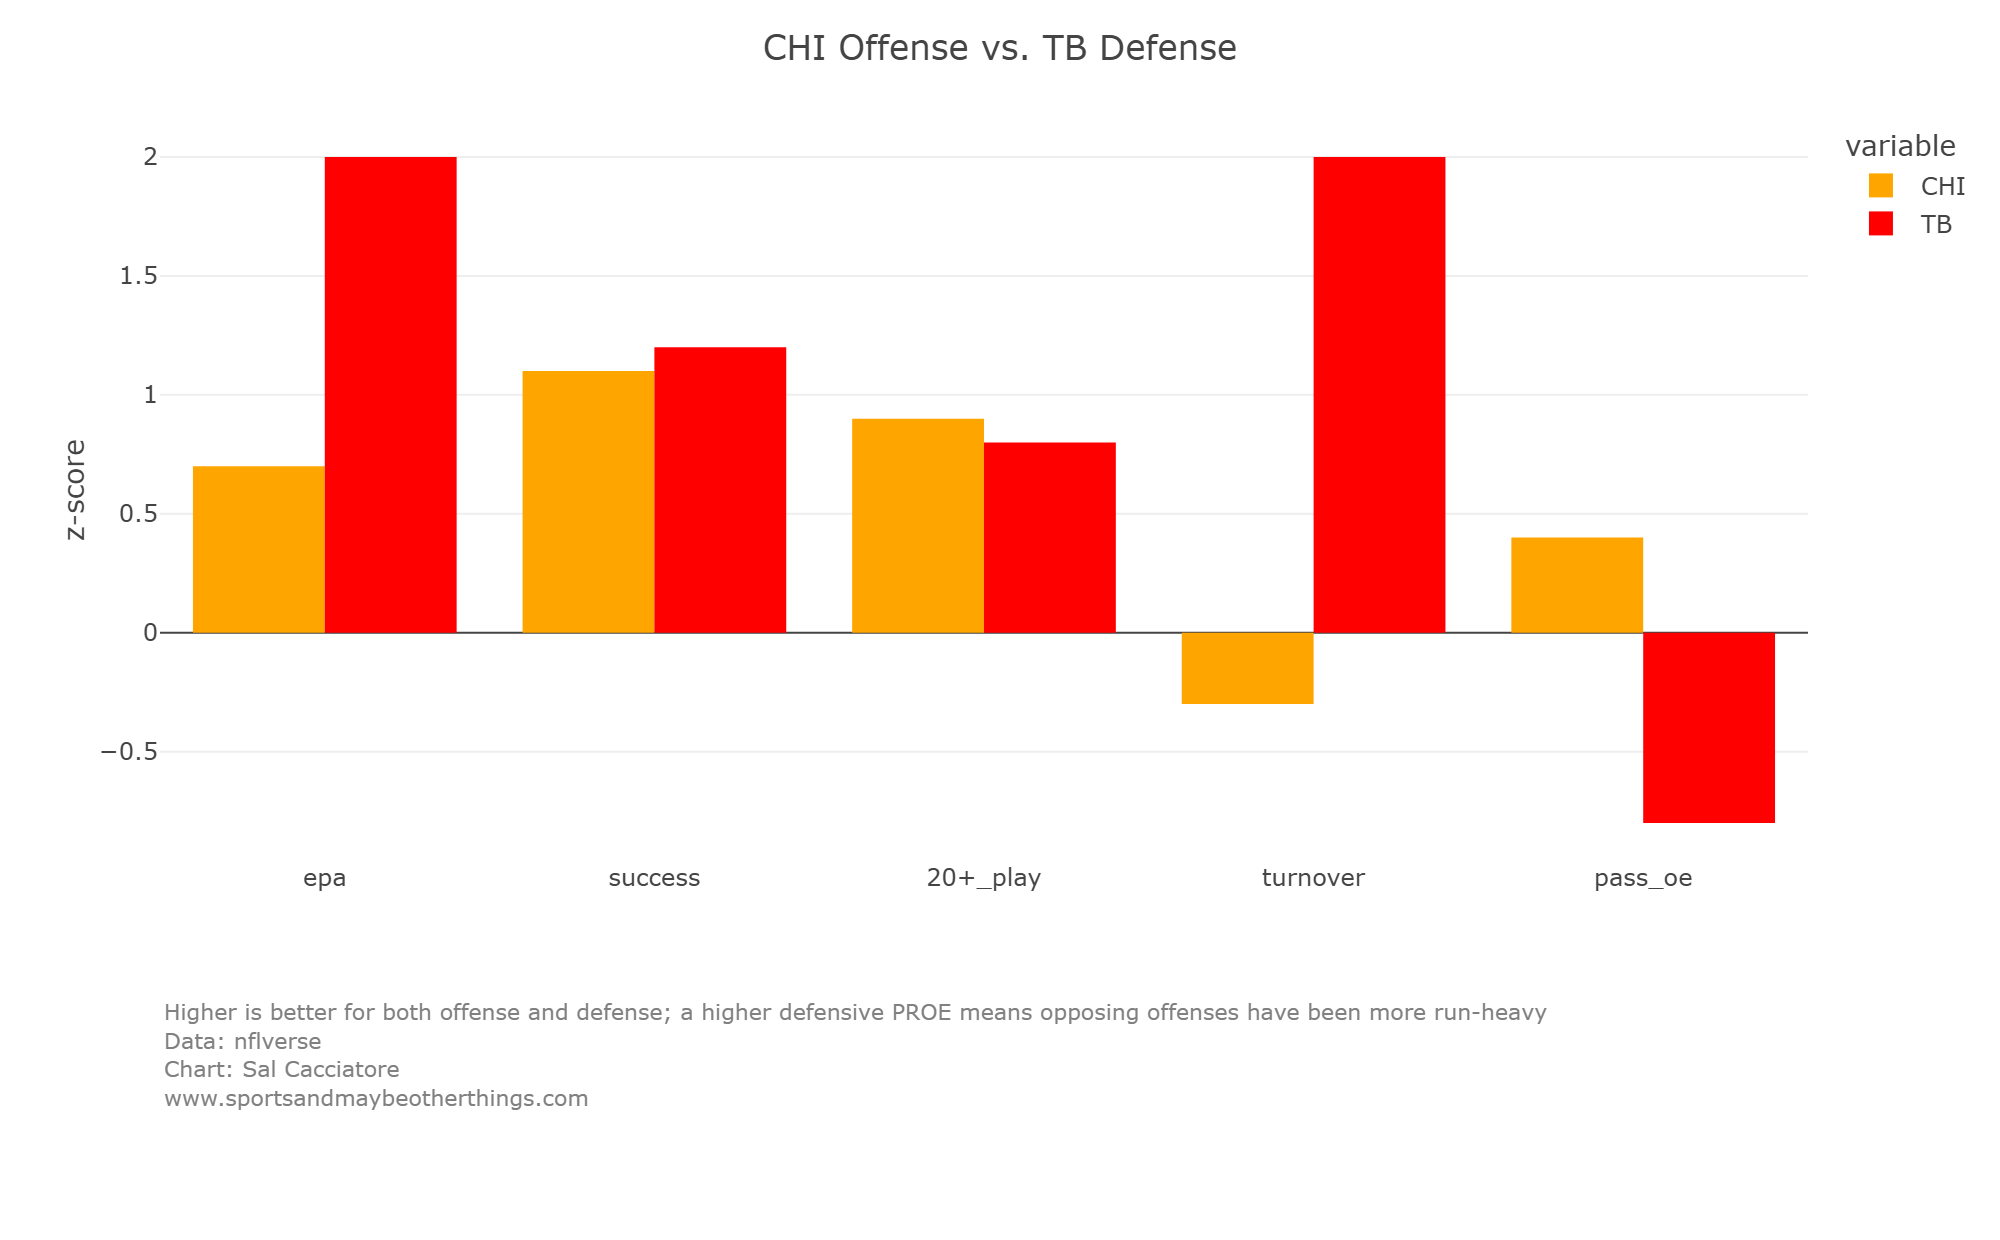 CHI Offense vs. TB Defense
variable
CHI
TB
z-score
2
1.5
1
0.5
0
−0.5
epa
success
20+_play
turnover
pass_oe
Higher is better for both offense and defense; a higher defensive PROE means opposing offenses have been more run-heavy
Data: nflverse
Chart: Sal Cacciatore
www.sportsandmaybeotherthings.com